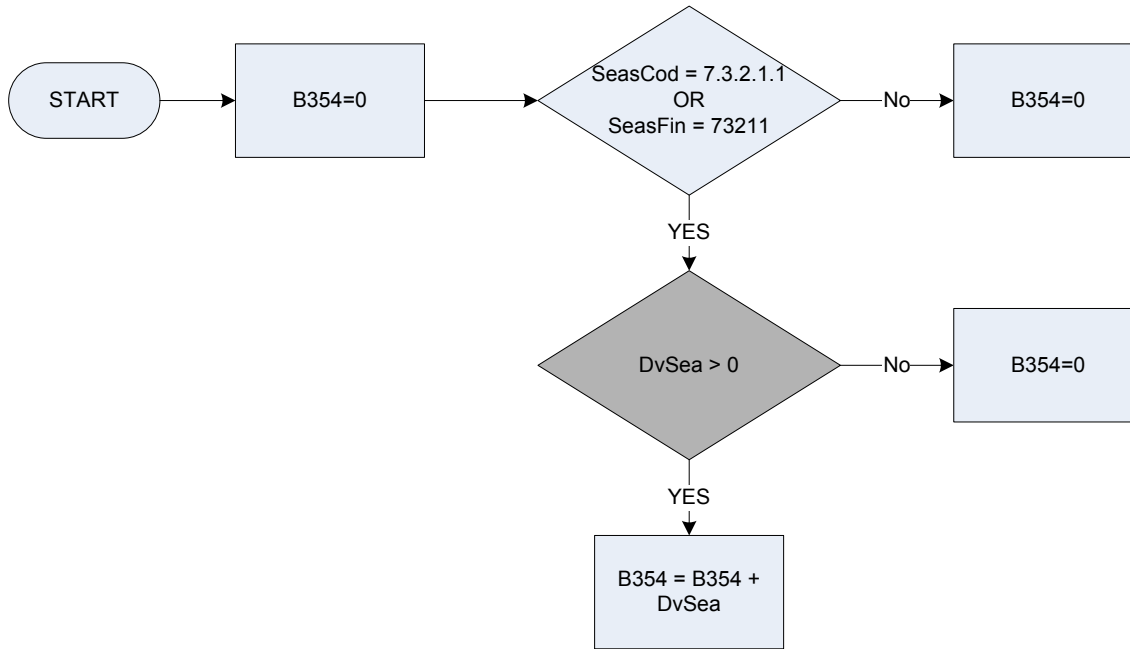 START
B354=0
SeasCod = 7.3.2.1.1
OR
SeasFin = 73211
No
B354=0
YES
DvSea > 0
No
B354=0
YES
B354 = B354 +
DvSea